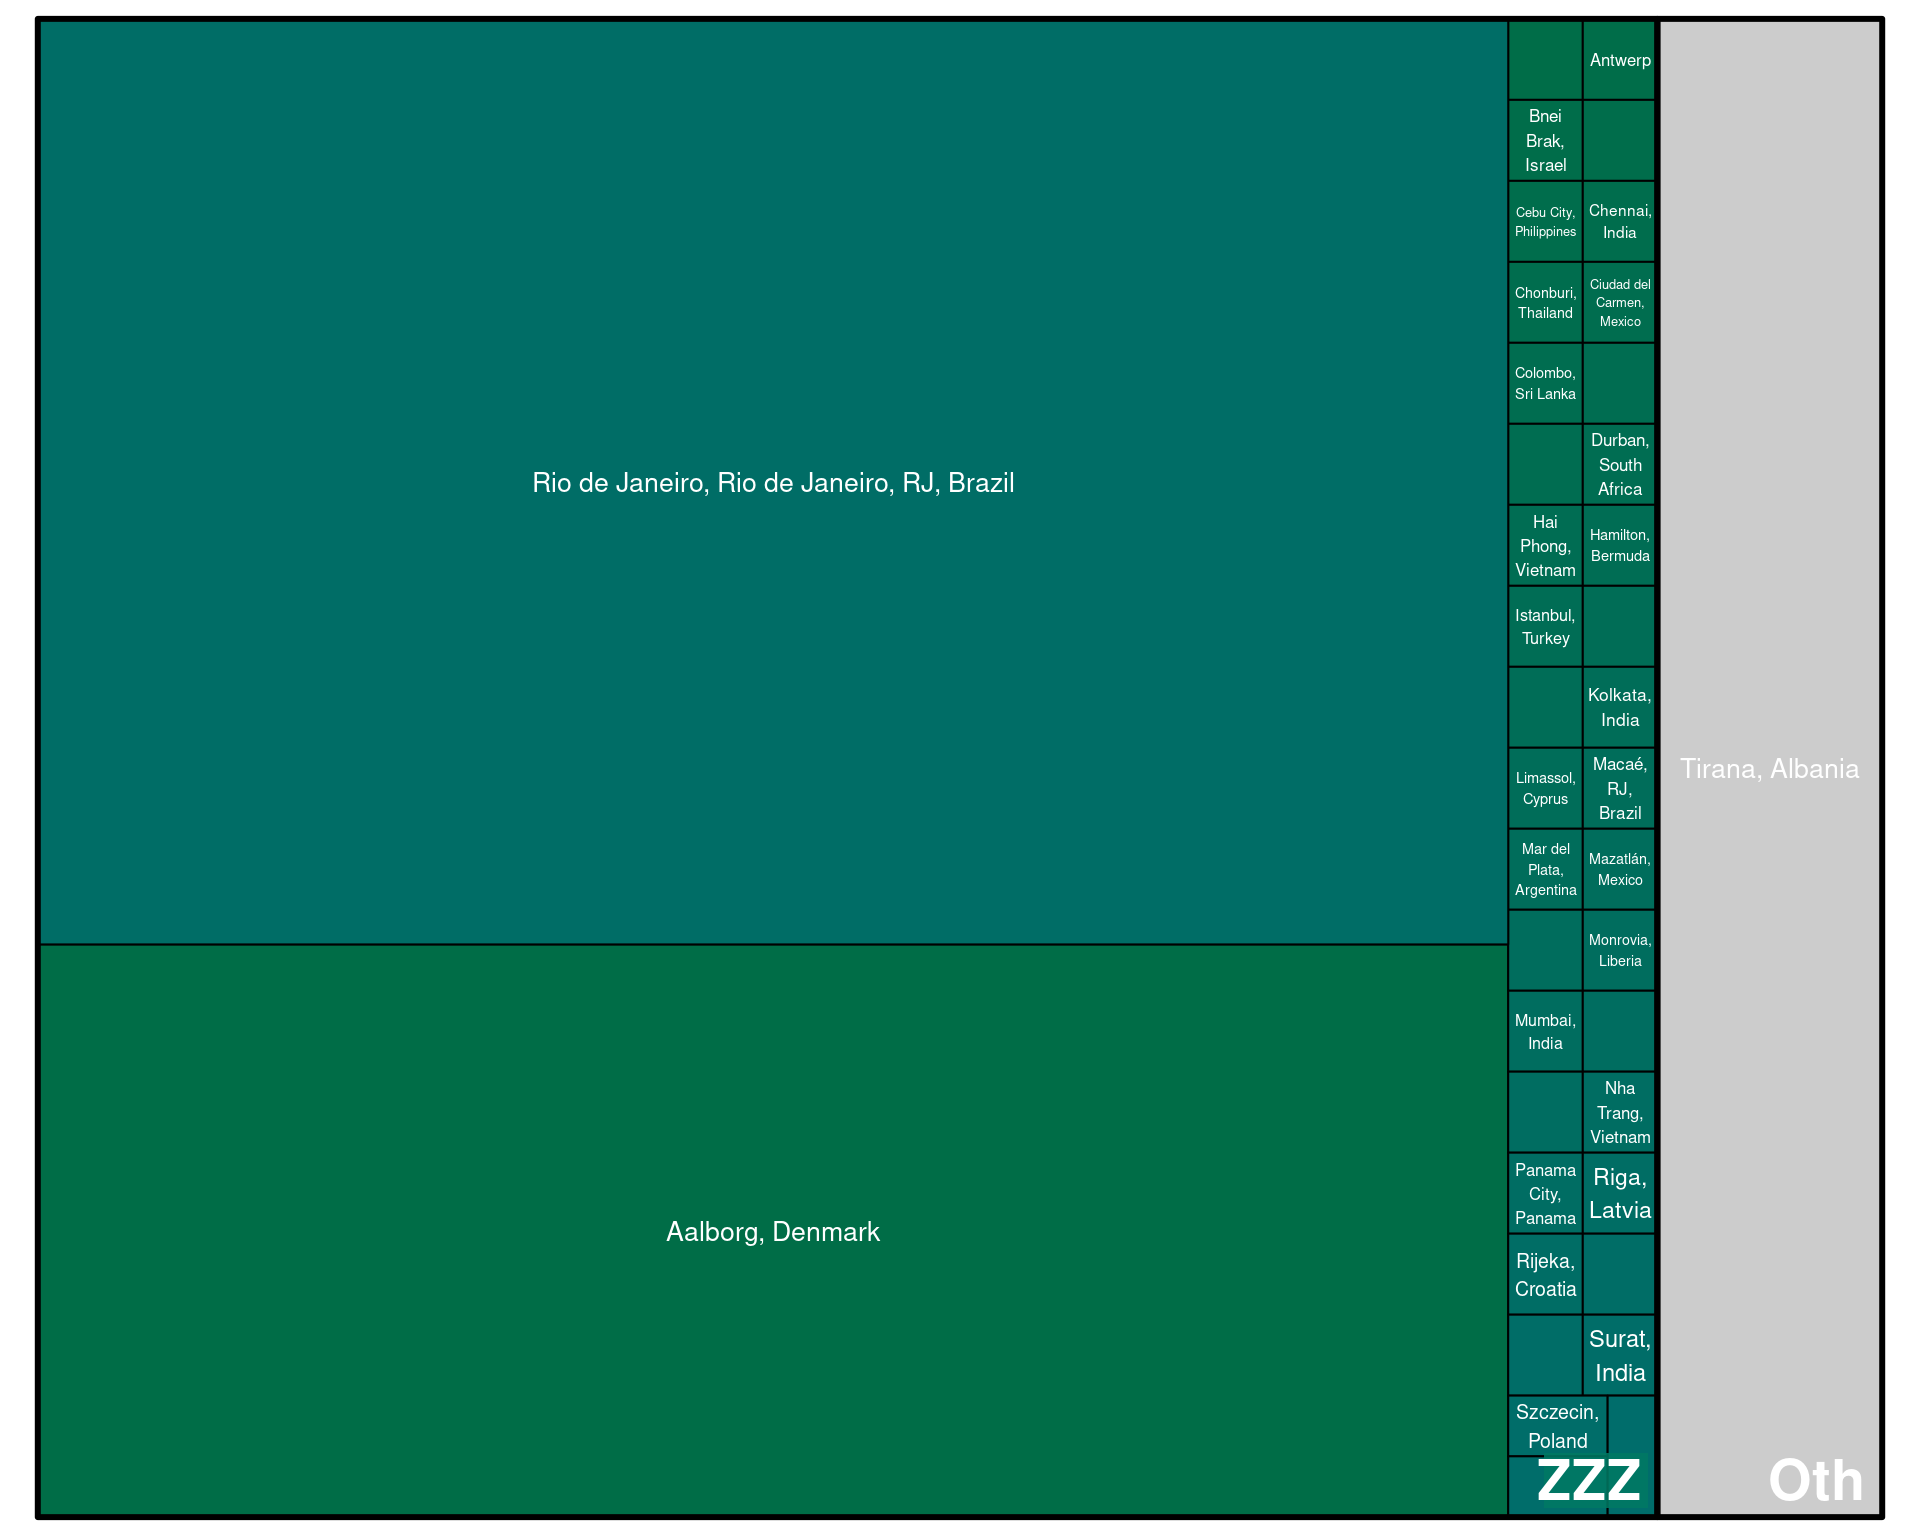 Rio de Janeiro, Rio de Janeiro, RJ, Brazil
Aalborg, Denmark
Antwerp
Bnei
Brak,
Israel
Cebu City,
Philippines
Chennai,
India
Chonburi,
Thailand
Ciudad del
Carmen,
Mexico
Colombo,
Sri Lanka
Durban,
South
Africa
Hai
Phong,
Vietnam
Hamilton,
Bermuda
Istanbul,
Turkey
Kolkata,
India
Limassol,
Cyprus
Macaé,
RJ,
Brazil
Mar del
Plata,
Argentina
Mazatlán,
Mexico
Monrovia,
Liberia
Mumbai,
India
Nha
Trang,
Vietnam
Panama
City,
Panama
Riga,
Latvia
Rijeka,
Croatia
Surat,
India
Szczecin,
Poland
ZZZ
Tirana, Albania
Oth